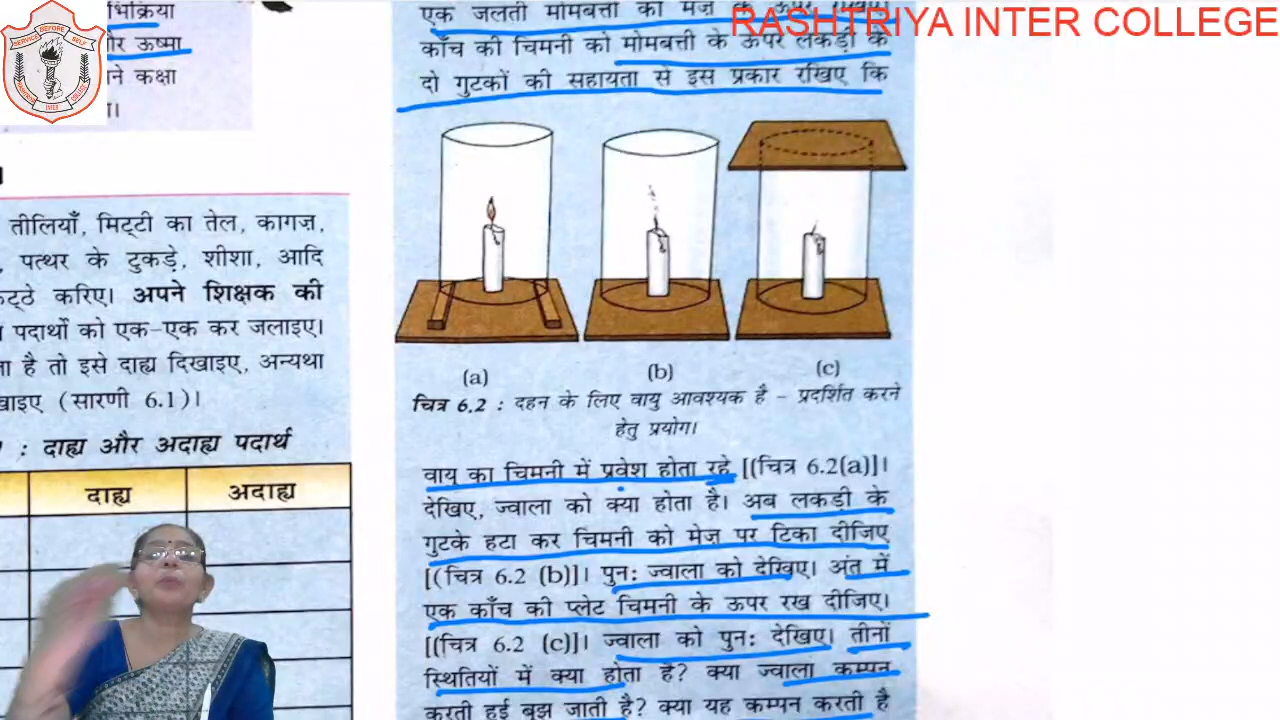 RASHTRIYA INTER COLLEGE
SERVICE BEFORE SELF
भिक्रिया
और ऊष्मा
ने कक्षा
तीलियाँ, मिट्टी का तेल, कागज़,
पत्थर के टुकड़े, शीशा, आदि
करिए। अपने शिक्षक की
पदार्थों को एक-एक कर जलाइए।
है तो इसे दाह्य दिखाइए, अन्यथा
(सारणी 6.1)।
: दाह्य और अदाह्य पदार्थ
दाह्य अदाह्य
एक जलती मोमबत्ती को मेज़ के ऊपर
काँच की चिमनी को मोमबत्ती के ऊपर लकड़ी के
दो गुटकों की सहायता से इस प्रकार रखिए कि
(a) (b) (c)
चित्र 6.2 : दहन के लिए वायु आवश्यक है – प्रदर्शित करने
हेतु प्रयोग।
वायु का चिमनी में प्रवेश होता रहे [(चित्र 6.2(a)]।
देखिए, ज्वाला को क्या होता है। अब लकड़ी के
गुटके हटा कर चिमनी को मेज़ पर टिका दीजिए
[(चित्र 6.2 (b)]। पुन: ज्वाला को देखिए। अंत में
एक काँच की प्लेट चिमनी के ऊपर रख दीजिए।
[(चित्र 6.2 (c)]। ज्वाला को पुन: देखिए। तीनों
स्थितियों में क्या होता है? क्या ज्वाला कम्पन
करती हुई बुझ जाती है? क्या यह कम्पन करती है